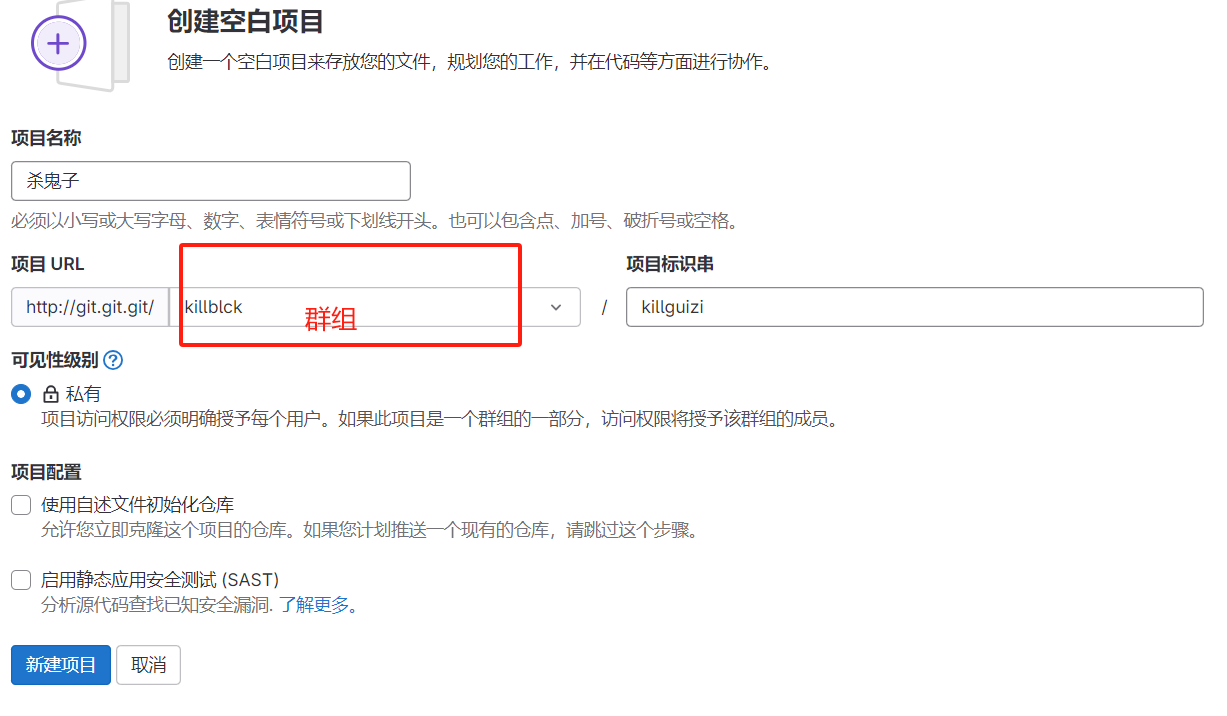 创建空白项目
创建一个空白项目来存放您的文件，规划您的工作，并在代码等方面进行协作。
项目名称
杀鬼子
必须以小写或大写字母、数字、表情符号或下划线开头。也可以包含点、加号、破折号或空格。
项目 URL
项目标识串
http://git.git.git/ killblck / killguizi
群组
可见性级别
私有
项目访问权限必须明确授予每个用户。如果此项目是一个群组的一部分，访问权限将授予该群组的成员。
项目配置
使用自述文件初始化仓库
允许您立即克隆这个项目的仓库。如果您计划推送一个现有的仓库，请跳过这个步骤。
启用静态应用安全测试 (SAST)
分析源代码查找已知安全漏洞. 了解更多。
新建项目 取消